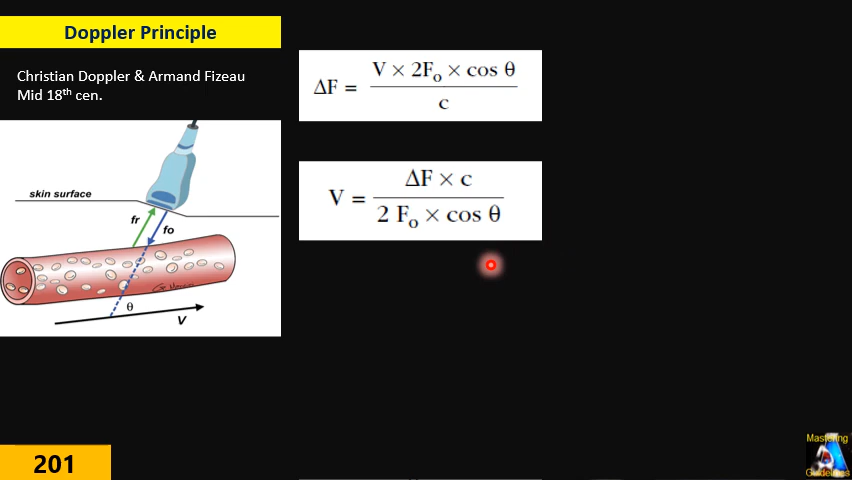 Doppler Principle
Christian Doppler & Armand Fizeau
Mid 18th cen.
ΔF = V × 2Fo × cos θ / c
V = ΔF × c / 2 Fo × cos θ
skin surface
fr
fo
θ
V
201
Mastering
Guidelines